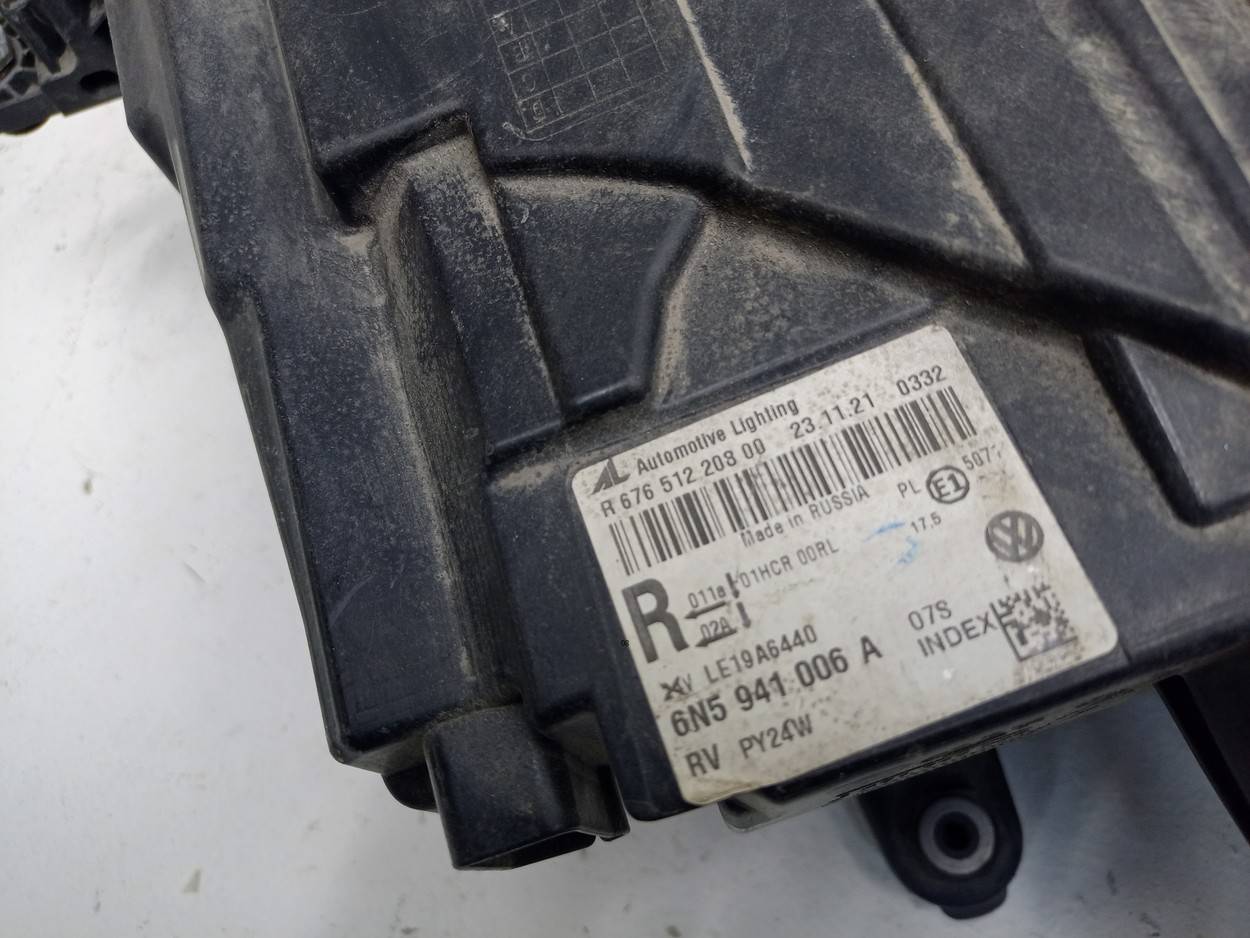 Automotive Lighting
R 676 512 208 00 23.11.21 0332
Made in RUSSIA PL E1
17.5
R 011a 01HCR 00RL
02A
LE19A6440 07S
6N5 941 006 A INDEX
RV PY24W